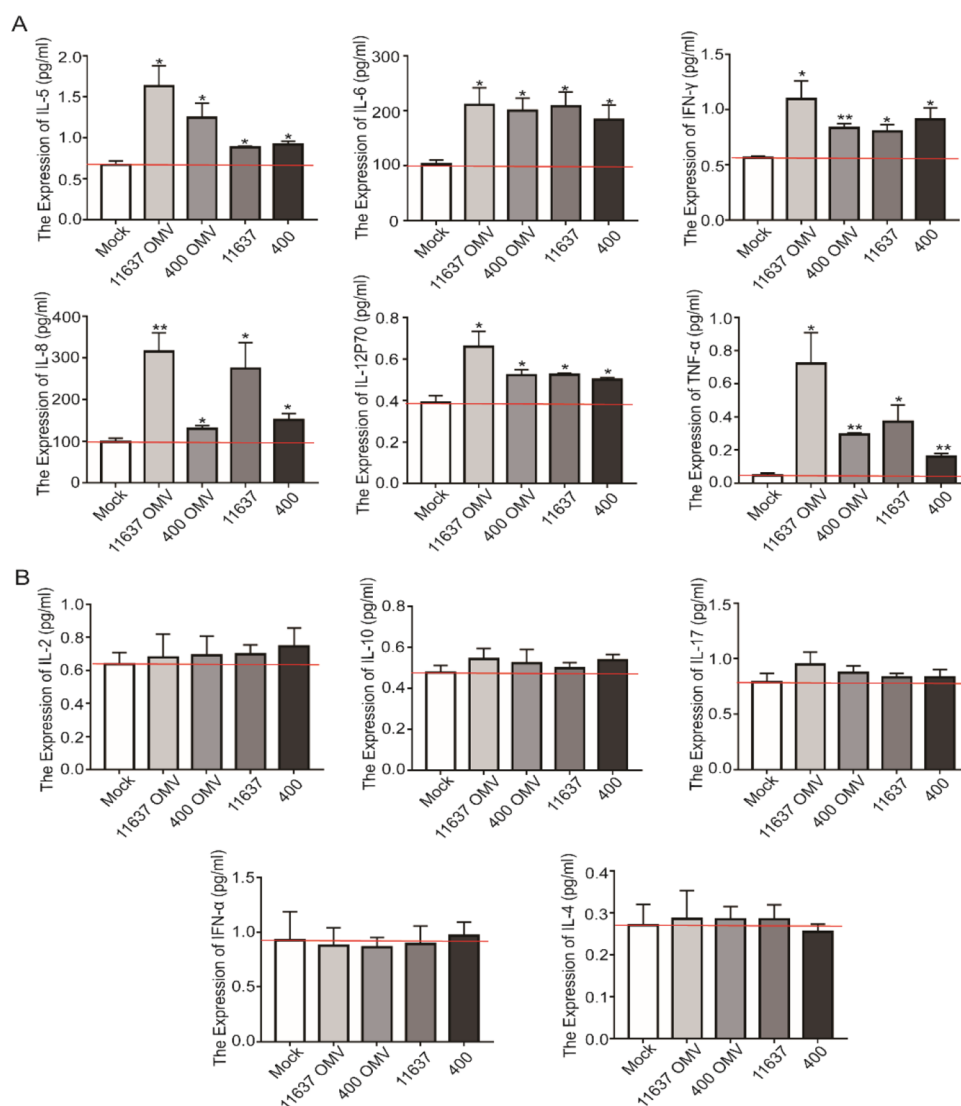 A
The Expression of IL-5 (pg/ml)
2.0
1.5
1.0
0.5
0.0
*
*
*
*
Mock
11637 OMV
400 OMV
11637
400
The Expression of IL-6 (pg/ml)
300
200
100
0
*
*
*
*
Mock
11637 OMV
400 OMV
11637
400
The Expression of IFN-γ (pg/ml)
1.5
1.0
0.5
0.0
*
**
*
*
Mock
11637 OMV
400 OMV
11637
400
The Expression of IL-8 (pg/ml)
400
300
200
100
0
**
*
*
*
Mock
11637 OMV
400 OMV
11637
400
The Expression of IL-12P70 (pg/ml)
0.8
0.6
0.4
0.2
0.0
*
*
*
*
Mock
11637 OMV
400 OMV
11637
400
The Expression of TNF-α (pg/ml)
1.0
0.8
0.6
0.4
0.2
0.0
*
**
*
**
Mock
11637 OMV
400 OMV
11637
400
B
The Expression of IL-2 (pg/ml)
1.0
0.8
0.6
0.4
0.2
0.0
Mock
11637 OMV
400 OMV
11637
400
The Expression of IL-10 (pg/ml)
0.8
0.6
0.4
0.2
0.0
Mock
11637 OMV
400 OMV
11637
400
The Expression of IL-17 (pg/ml)
1.5
1.0
0.5
0.0
Mock
11637 OMV
400 OMV
11637
400
The Expression of IFN-α (pg/ml)
1.5
1.0
0.5
0.0
Mock
11637 OMV
400 OMV
11637
400
The Expression of IL-4 (pg/ml)
0.4
0.3
0.2
0.1
0.0
Mock
11637 OMV
400 OMV
11637
400